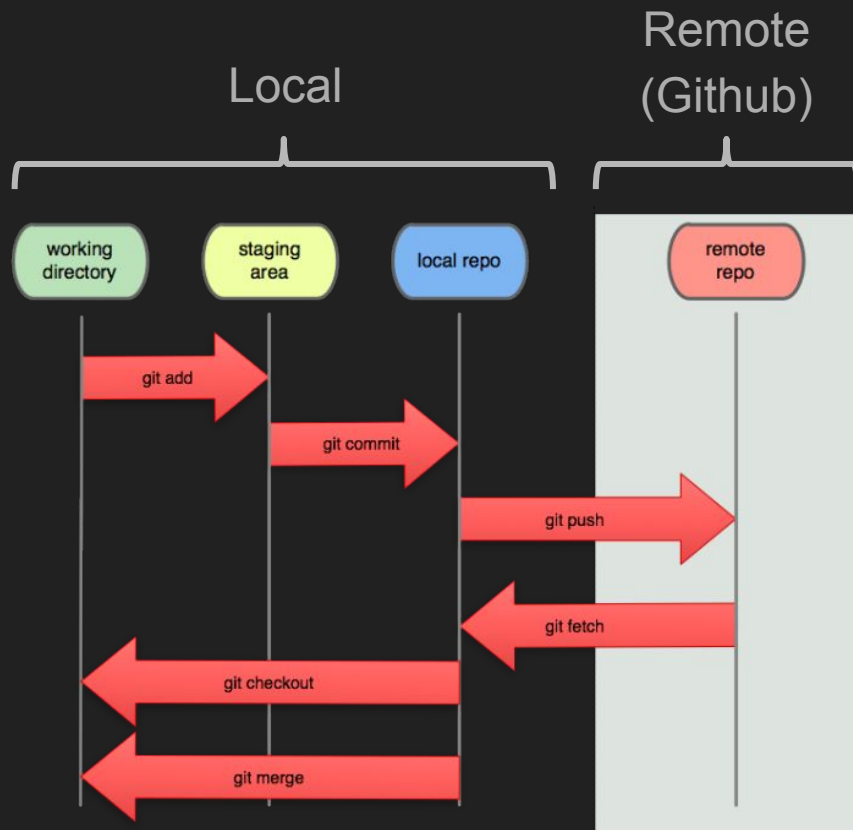 Local
Remote
(Github)
working
directory
staging
area
local repo
remote
repo
git add
git commit
git push
git fetch
git checkout
git merge